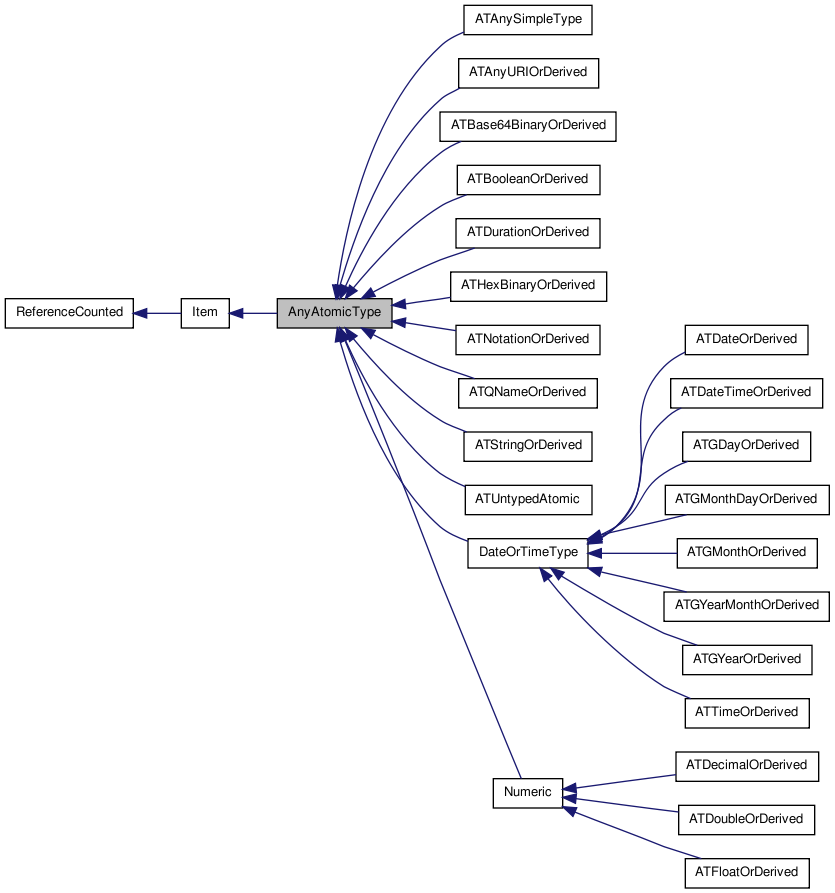 ATAnySimpleType
ATAnyURIOrDerived
ATBase64BinaryOrDerived
ATBooleanOrDerived
ATDurationOrDerived
ATHexBinaryOrDerived
ReferenceCounted
Item
AnyAtomicType
ATNotationOrDerived
ATDateOrDerived
ATQNameOrDerived
ATDateTimeOrDerived
ATStringOrDerived
ATGDayOrDerived
ATUntypedAtomic
ATGMonthDayOrDerived
DateOrTimeType
ATGMonthOrDerived
ATGYearMonthOrDerived
ATGYearOrDerived
ATTimeOrDerived
ATDecimalOrDerived
Numeric
ATDoubleOrDerived
ATFloatOrDerived